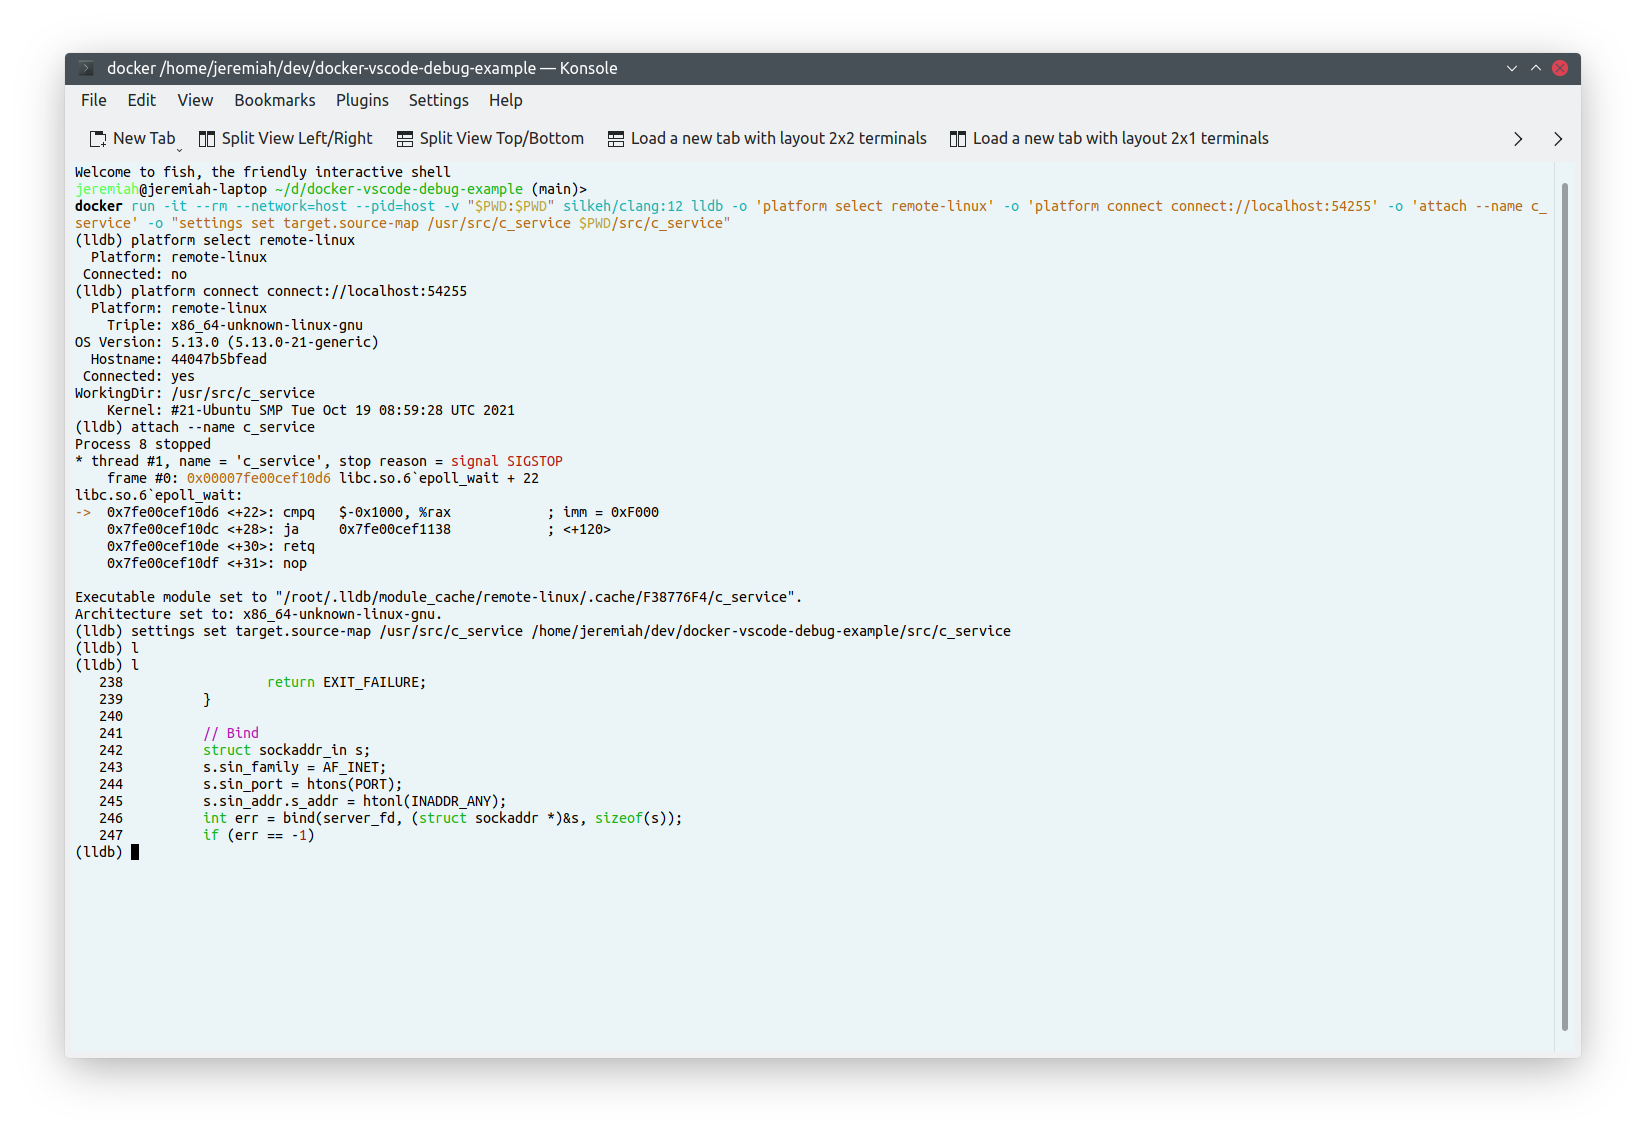 docker /home/jeremiah/dev/docker-vscode-debug-example — Konsole
File Edit View Bookmarks Plugins Settings Help
New Tab Split View Left/Right Split View Top/Bottom Load a new tab with layout 2x2 terminals Load a new tab with layout 2x1 terminals
Welcome to fish, the friendly interactive shell
jeremiah@jeremiah-laptop ~/d/docker-vscode-debug-example (main)>
docker run -it --rm --network=host --pid=host -v "$PWD:$PWD" silkeh/clang:12 lldb -o 'platform select remote-linux' -o 'platform connect connect://localhost:54255' -o 'attach --name c_
service' -o "settings set target.source-map /usr/src/c_service $PWD/src/c_service"
(lldb) platform select remote-linux
  Platform: remote-linux
 Connected: no
(lldb) platform connect connect://localhost:54255
  Platform: remote-linux
    Triple: x86_64-unknown-linux-gnu
OS Version: 5.13.0 (5.13.0-21-generic)
  Hostname: 44047b5bfead
 Connected: yes
WorkingDir: /usr/src/c_service
    Kernel: #21-Ubuntu SMP Tue Oct 19 08:59:28 UTC 2021
(lldb) attach --name c_service
Process 8 stopped
* thread #1, name = 'c_service', stop reason = signal SIGSTOP
    frame #0: 0x00007fe00cef10d6 libc.so.6`epoll_wait + 22
libc.so.6`epoll_wait:
->  0x7fe00cef10d6 <+22>: cmpq   $-0x1000, %rax            ; imm = 0xF000
    0x7fe00cef10dc <+28>: ja     0x7fe00cef1138            ; <+120>
    0x7fe00cef10de <+30>: retq
    0x7fe00cef10df <+31>: nop
Executable module set to "/root/.lldb/module_cache/remote-linux/.cache/F38776F4/c_service".
Architecture set to: x86_64-unknown-linux-gnu.
(lldb) settings set target.source-map /usr/src/c_service /home/jeremiah/dev/docker-vscode-debug-example/src/c_service
(lldb) l
(lldb) l
   238                  return EXIT_FAILURE;
   239          }
   240
   241          // Bind
   242          struct sockaddr_in s;
   243          s.sin_family = AF_INET;
   244          s.sin_port = htons(PORT);
   245          s.sin_addr.s_addr = htonl(INADDR_ANY);
   246          int err = bind(server_fd, (struct sockaddr *)&s, sizeof(s));
   247          if (err == -1)
(lldb)